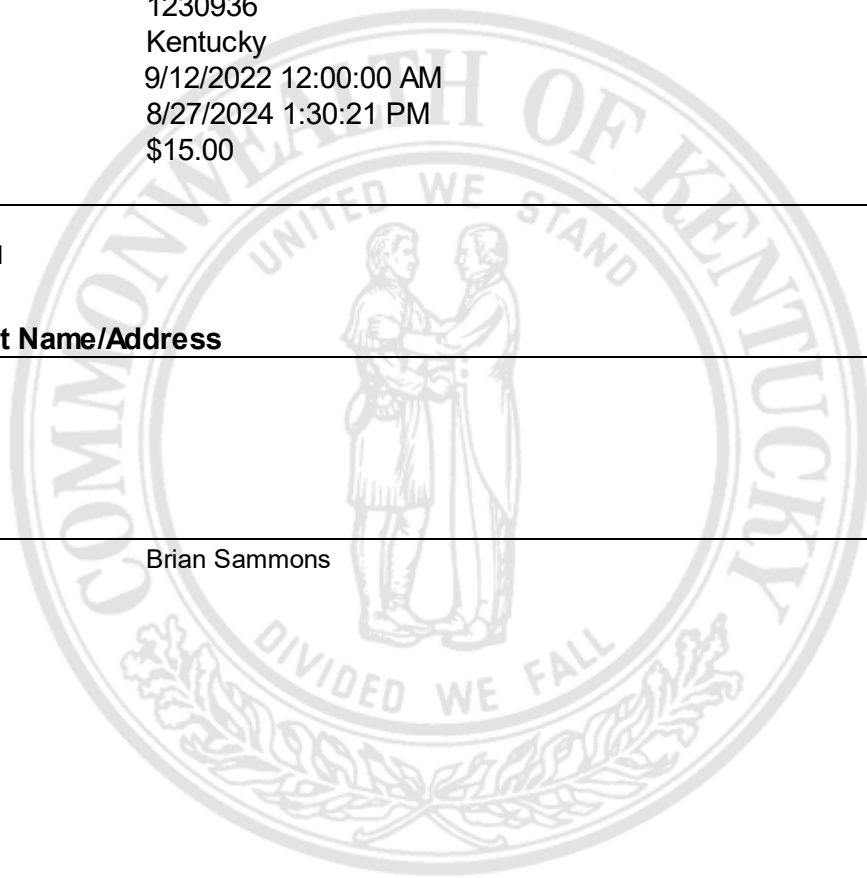 1230936
Kentucky
9/12/2022 12:00:00 AM
8/27/2024 1:30:21 PM
$15.00
t Name/Address
Brian Sammons
COMMONWEALTH OF KENTUCKY
UNITED WE STAND
DIVIDED WE FALL